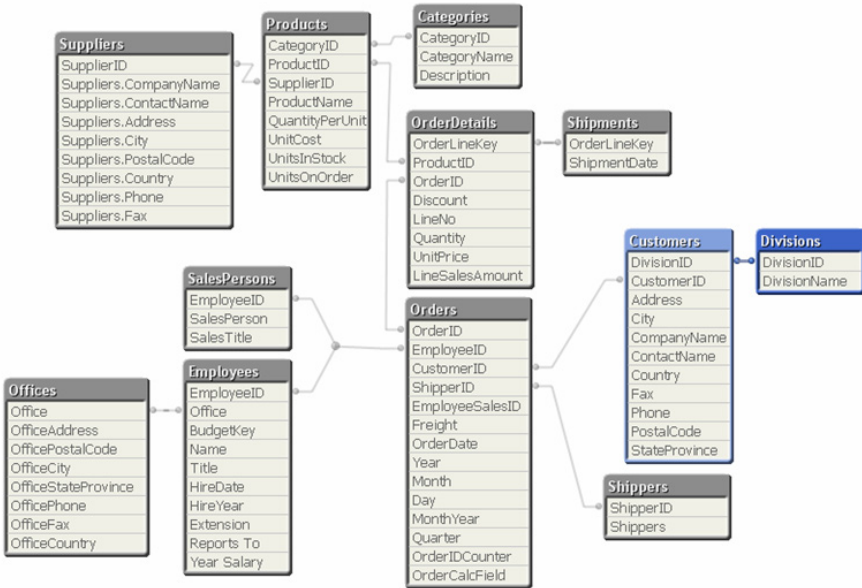 Suppliers
SupplierID
Suppliers.CompanyName
Suppliers.ContactName
Suppliers.Address
Suppliers.City
Suppliers.PostalCode
Suppliers.Country
Suppliers.Phone
Suppliers.Fax
Products
CategoryID
ProductID
SupplierID
ProductName
QuantityPerUnit
UnitCost
UnitsInStock
UnitsOnOrder
Categories
CategoryID
CategoryName
Description
OrderDetails
OrderLineKey
ProductID
OrderID
Discount
LineNo
Quantity
UnitPrice
LineSalesAmount
Shipments
OrderLineKey
ShipmentDate
Customers
DivisionID
CustomerID
Address
City
CompanyName
ContactName
Country
Fax
Phone
PostalCode
StateProvince
Divisions
DivisionID
DivisionName
SalesPersons
EmployeeID
SalesPerson
SalesTitle
Orders
OrderID
EmployeeID
CustomerID
ShipperID
EmployeeSalesID
Freight
OrderDate
Year
Month
Day
MonthYear
Quarter
OrderIDCounter
OrderCalcField
Offices
Office
OfficeAddress
OfficePostalCode
OfficeCity
OfficeStateProvince
OfficePhone
OfficeFax
OfficeCountry
Employees
EmployeeID
Office
BudgetKey
Name
Title
HireDate
HireYear
Extension
Reports To
Year Salary
Shippers
ShipperID
Shippers